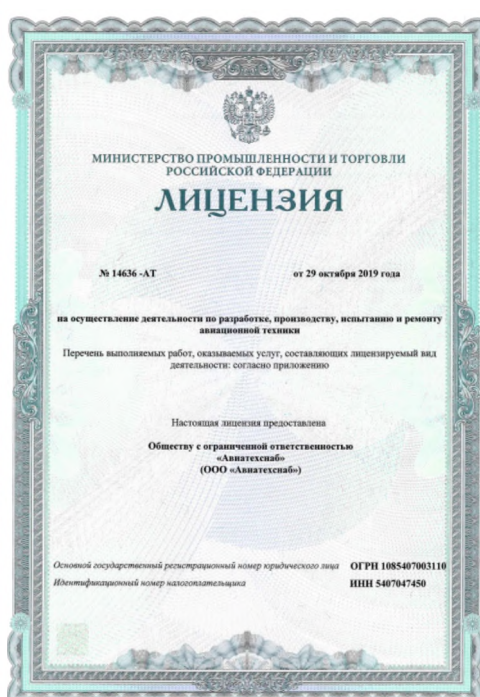 МИНИСТЕРСТВО ПРОМЫШЛЕННОСТИ И ТОРГОВЛИ
РОССИЙСКОЙ ФЕДЕРАЦИИ
ЛИЦЕНЗИЯ
№ 14636 -АТ от 29 октября 2019 года
на осуществление деятельности по разработке, производству, испытанию и ремонту
авиационной техники
Перечень выполняемых работ, оказываемых услуг, составляющих лицензируемый вид
деятельности: согласно приложению
Настоящая лицензия предоставлена
Обществу с ограниченной ответственностью
«Авиатехснаб»
(ООО «Авиатехснаб»)
Основной государственный регистрационный номер юридического лица ОГРН 1085407003110
Идентификационный номер налогоплательщика ИНН 5407047450